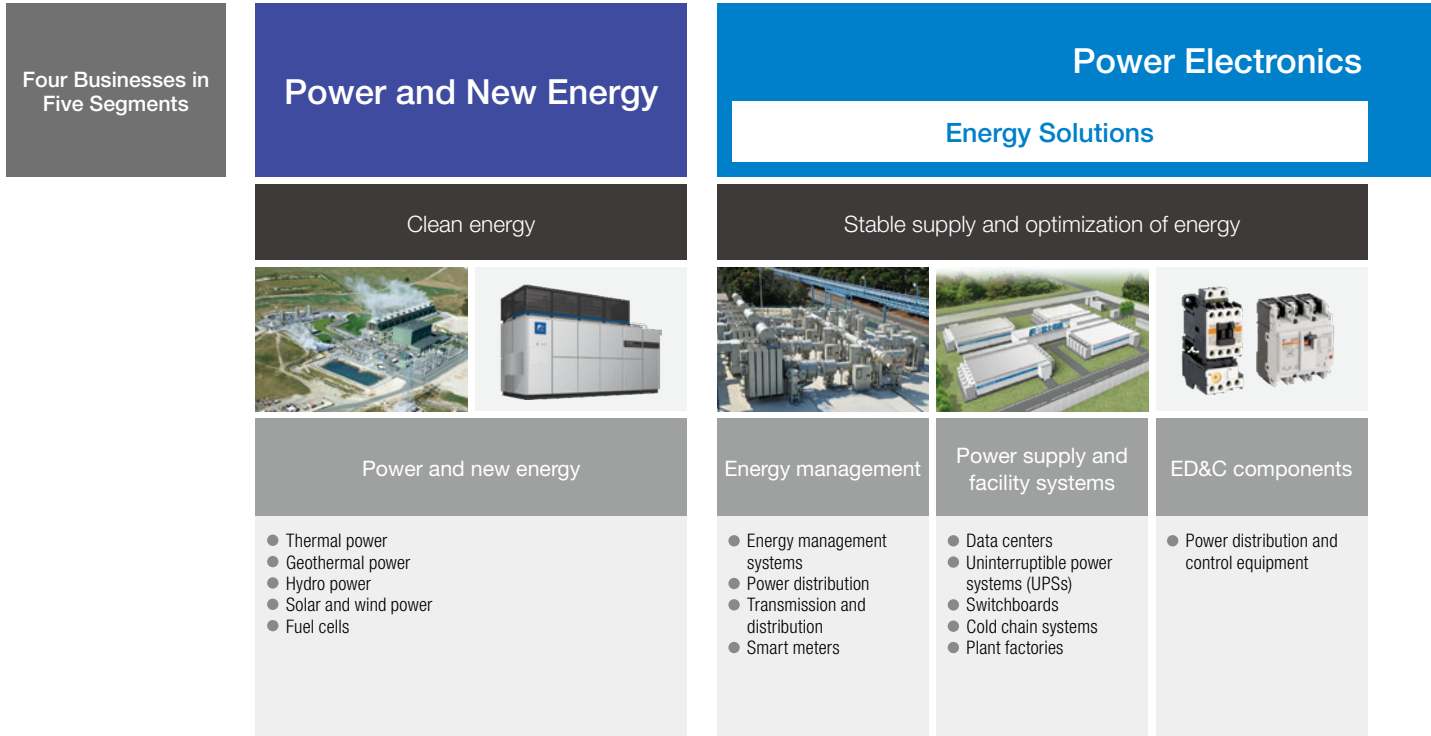 Four Businesses in
Five Segments
Power and New Energy
Power Electronics
Energy Solutions
Clean energy
Stable supply and optimization of energy
Power and new energy
Energy management
Power supply and
facility systems
ED&C components
Thermal power
Geothermal power
Hydro power
Solar and wind power
Fuel cells
Energy management
systems
Power distribution
Transmission and
distribution
Smart meters
Data centers
Uninterruptible power
systems (UPSs)
Switchboards
Cold chain systems
Plant factories
Power distribution and
control equipment